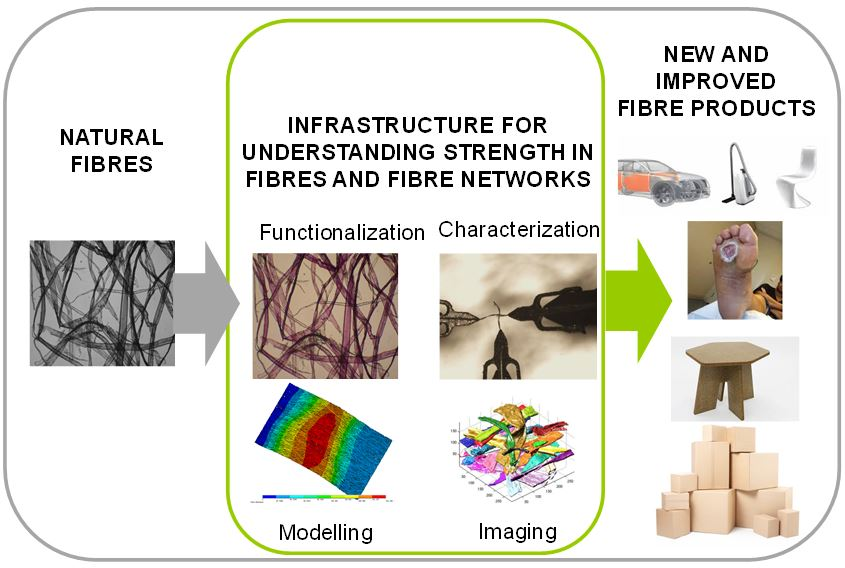 NATURAL
FIBRES
INFRASTRUCTURE FOR
UNDERSTANDING STRENGTH IN
FIBRES AND FIBRE NETWORKS
Functionalization
Characterization
Modelling
Imaging
NEW AND
IMPROVED
FIBRE PRODUCTS